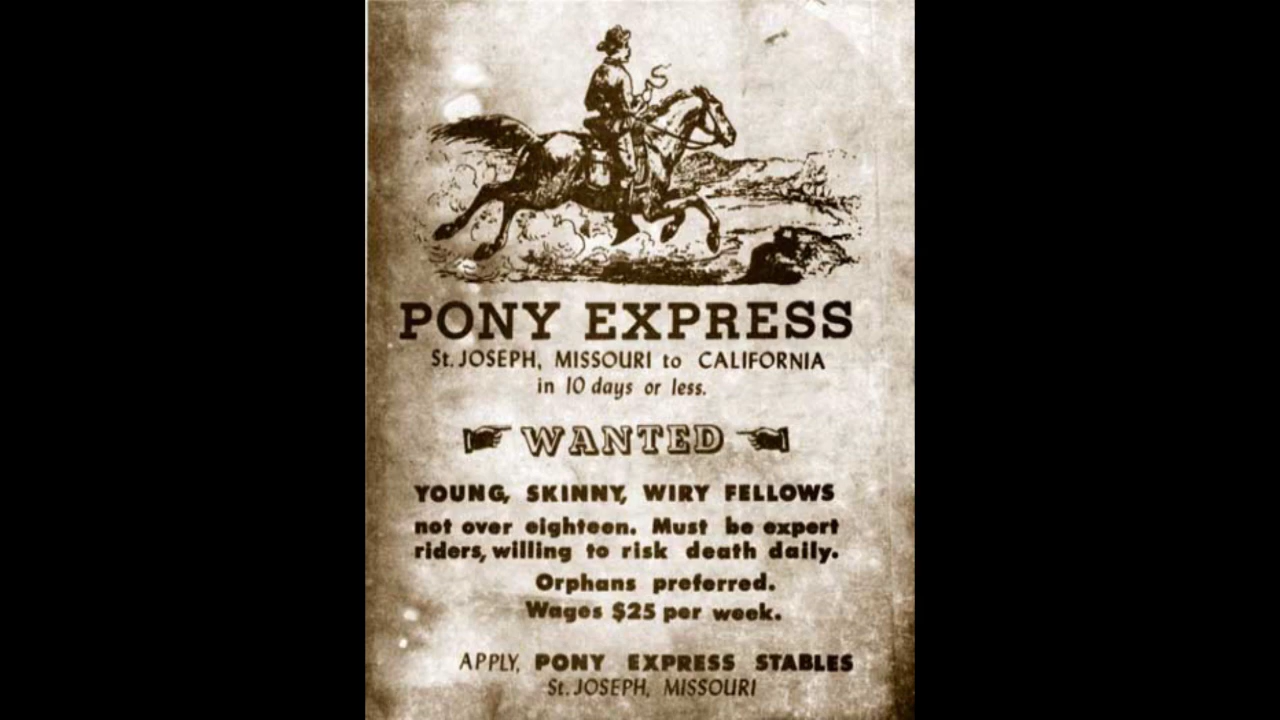 PONY EXPRESS
St. JOSEPH, MISSOURI to CALIFORNIA
in 10 days or less.
WANTED
YOUNG, SKINNY, WIRY FELLOWS
not over eighteen. Must be expert
riders, willing to risk death daily.
Orphans preferred.
Wages $25 per week.
APPLY, PONY EXPRESS STABLES
St. JOSEPH, MISSOURI